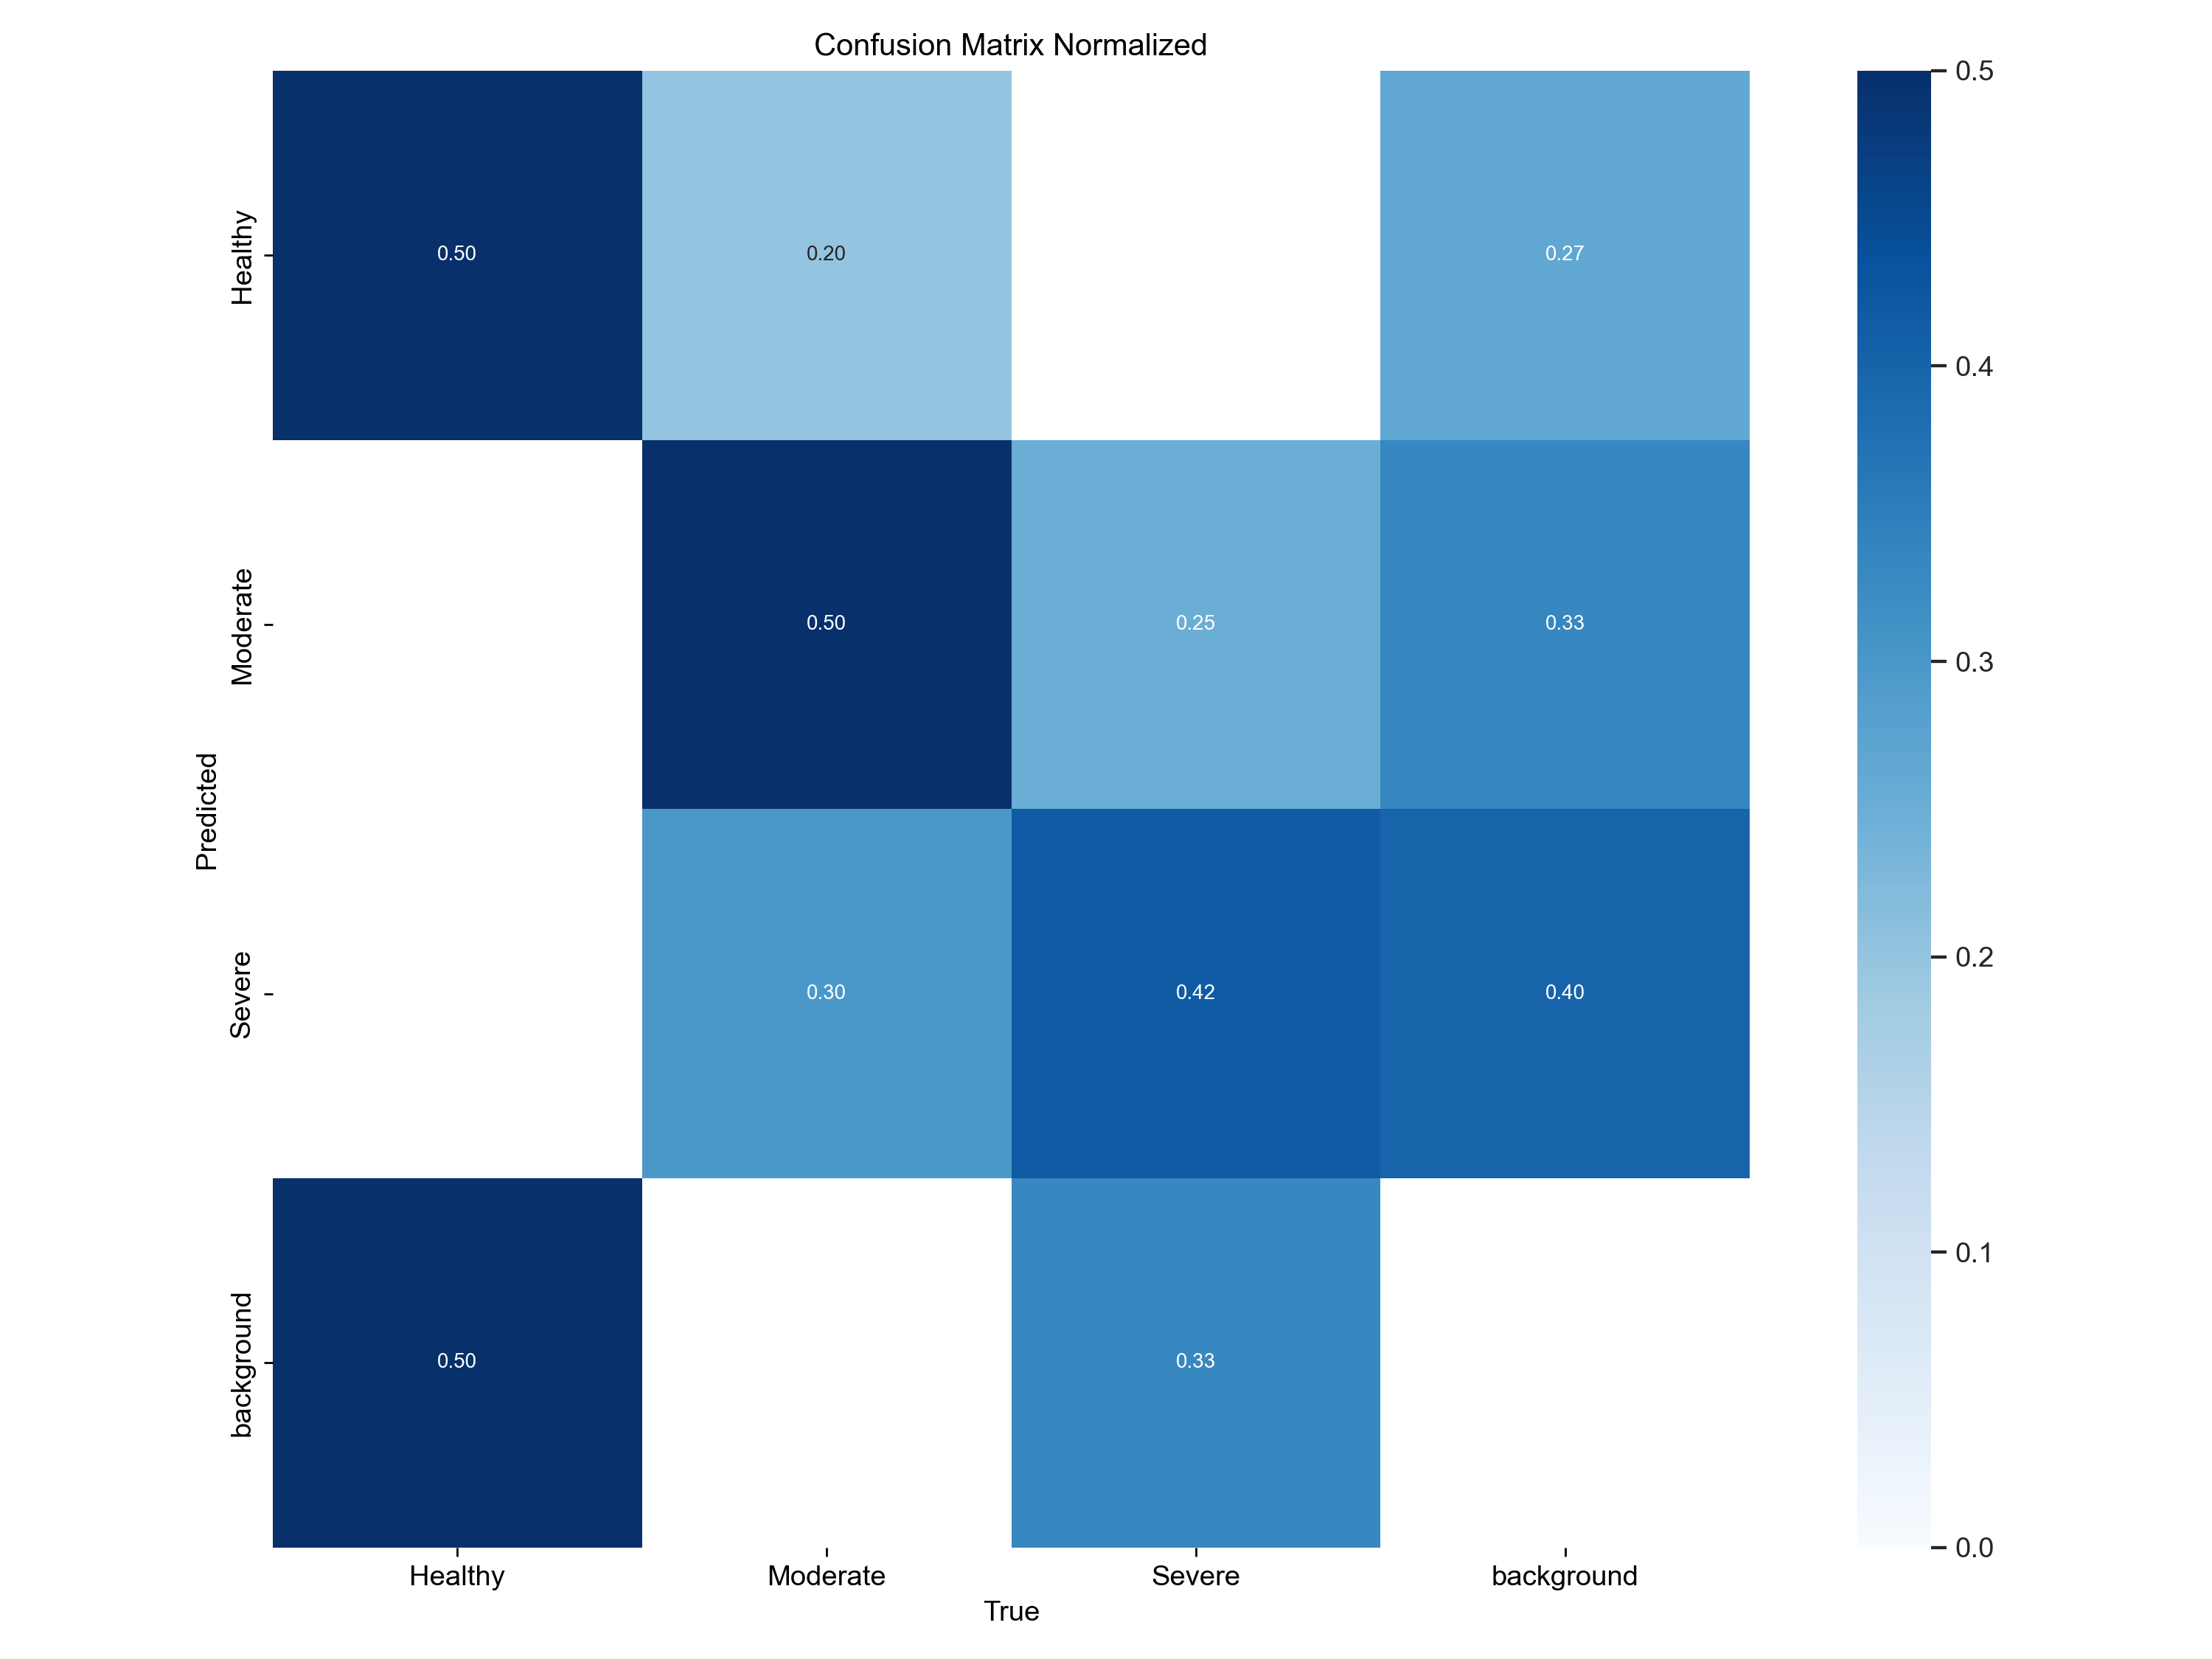 Confusion Matrix Normalized
Healthy
0.50
0.20
0.27
Moderate
0.50
0.25
0.33
Predicted
Severe
0.30
0.42
0.40
background
0.50
0.33
Healthy
Moderate
Severe
background
True
0.5
0.4
0.3
0.2
0.1
0.0